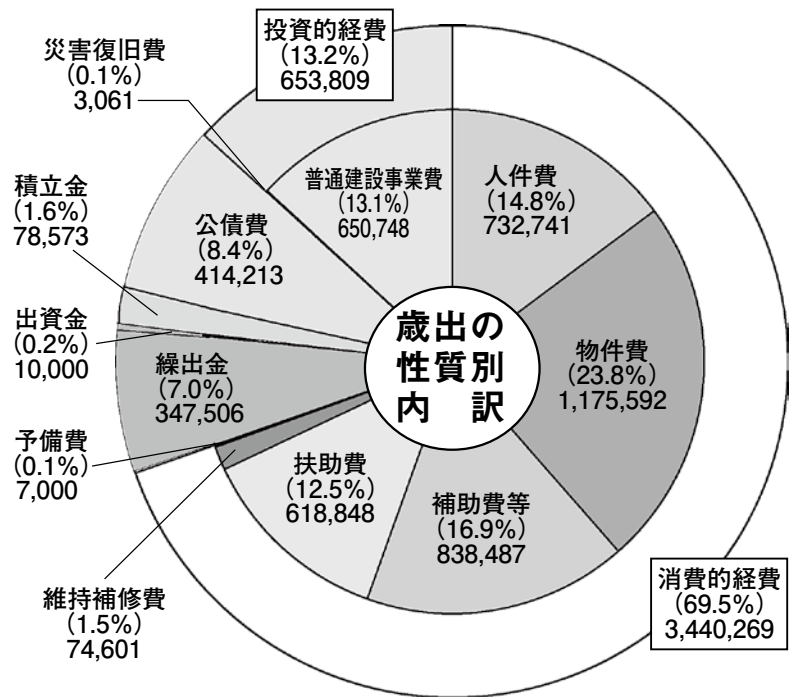 投資的経費
(13.2%)
653,809
災害復旧費
(0.1%)
3,061
普通建設事業費
(13.1%)
650,748
人件費
(14.8%)
732,741
積立金
(1.6%)
78,573
公債費
(8.4%)
414,213
歳出の
性質別
内訳
物件費
(23.8%)
1,175,592
出資金
(0.2%)
10,000
繰出金
(7.0%)
347,506
予備費
(0.1%)
7,000
扶助費
(12.5%)
618,848
補助費等
(16.9%)
838,487
維持補修費
(1.5%)
74,601
消費的経費
(69.5%)
3,440,269